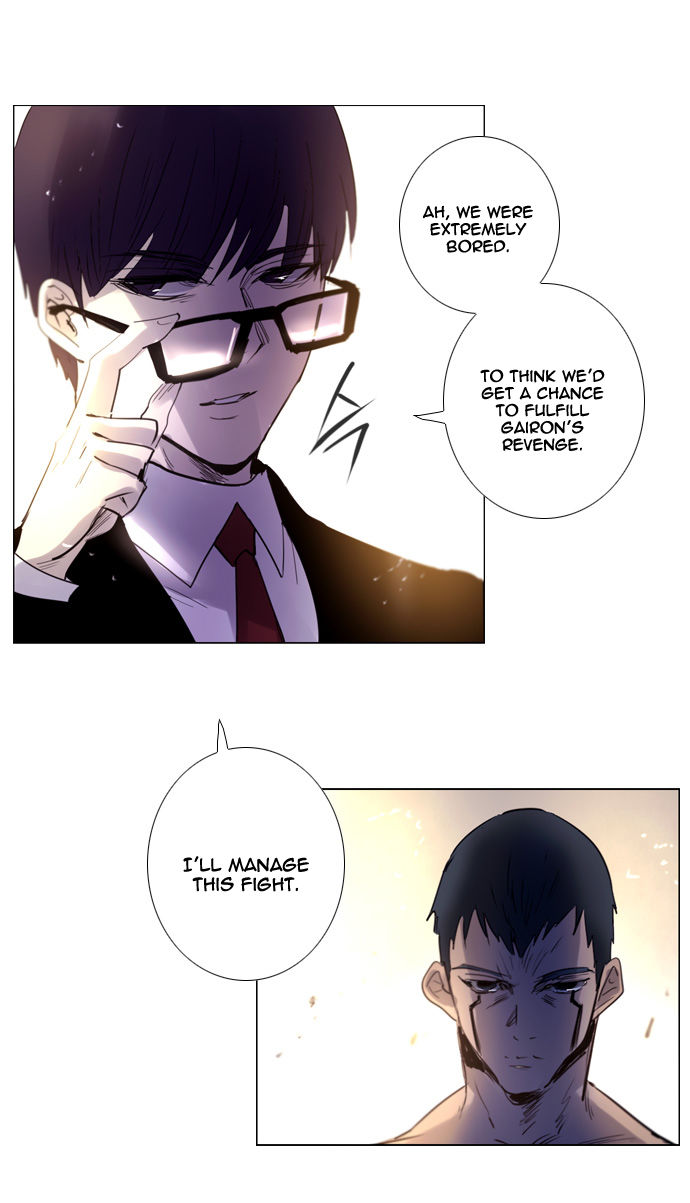 AH, WE WERE
EXTREMELY
BORED.
TO THINK WE'D
GET A CHANCE
TO FULFILL
GAIRON'S
REVENGE.
I'LL MANAGE
THIS FIGHT.